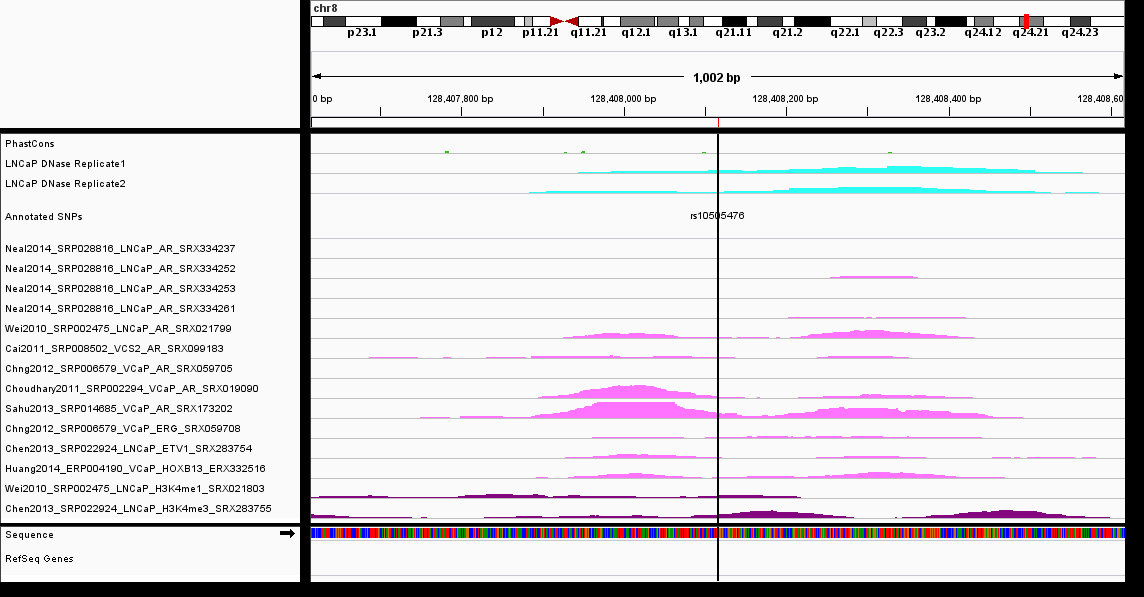 chr8
p23.1 p21.3 p12 p11.21 q11.21 q12.1 q13.1 q21.11 q21.2 q22.1 q22.3 q23.2 q24.12 q24.21 q24.23
1,002 bp
0 bp 128,407,800 bp 128,408,000 bp 128,408,200 bp 128,408,400 bp 128,408,60
PhastCons
LNCaP DNase Replicate1
LNCaP DNase Replicate2
Annotated SNPs rs10505476
Neal2014_SRP028816_LNCaP_AR_SRX334237
Neal2014_SRP028816_LNCaP_AR_SRX334252
Neal2014_SRP028816_LNCaP_AR_SRX334253
Neal2014_SRP028816_LNCaP_AR_SRX334261
Wei2010_SRP002475_LNCaP_AR_SRX021799
Cai2011_SRP008502_VCS2_AR_SRX099183
Chng2012_SRP006579_VCaP_AR_SRX059705
Choudhary2011_SRP002294_VCaP_AR_SRX019090
Sahu2013_SRP014685_VCaP_AR_SRX173202
Chng2012_SRP006579_VCaP_ERG_SRX059708
Chen2013_SRP022924_LNCaP_ETV1_SRX283754
Huang2014_ERP004190_VCaP_HOXB13_ERX332516
Wei2010_SRP002475_LNCaP_H3K4me1_SRX021803
Chen2013_SRP022924_LNCaP_H3K4me3_SRX283755
Sequence
RefSeq Genes